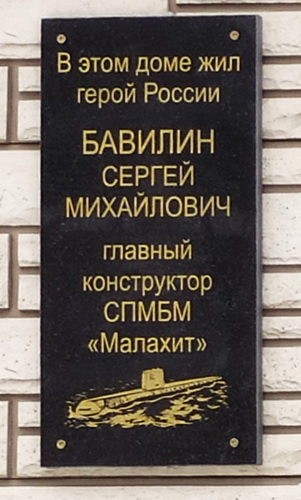 В этом доме жил
герой России
БАВИЛИН
СЕРГЕЙ
МИХАЙЛОВИЧ
главный
конструктор
СПМБМ
«Малахит»